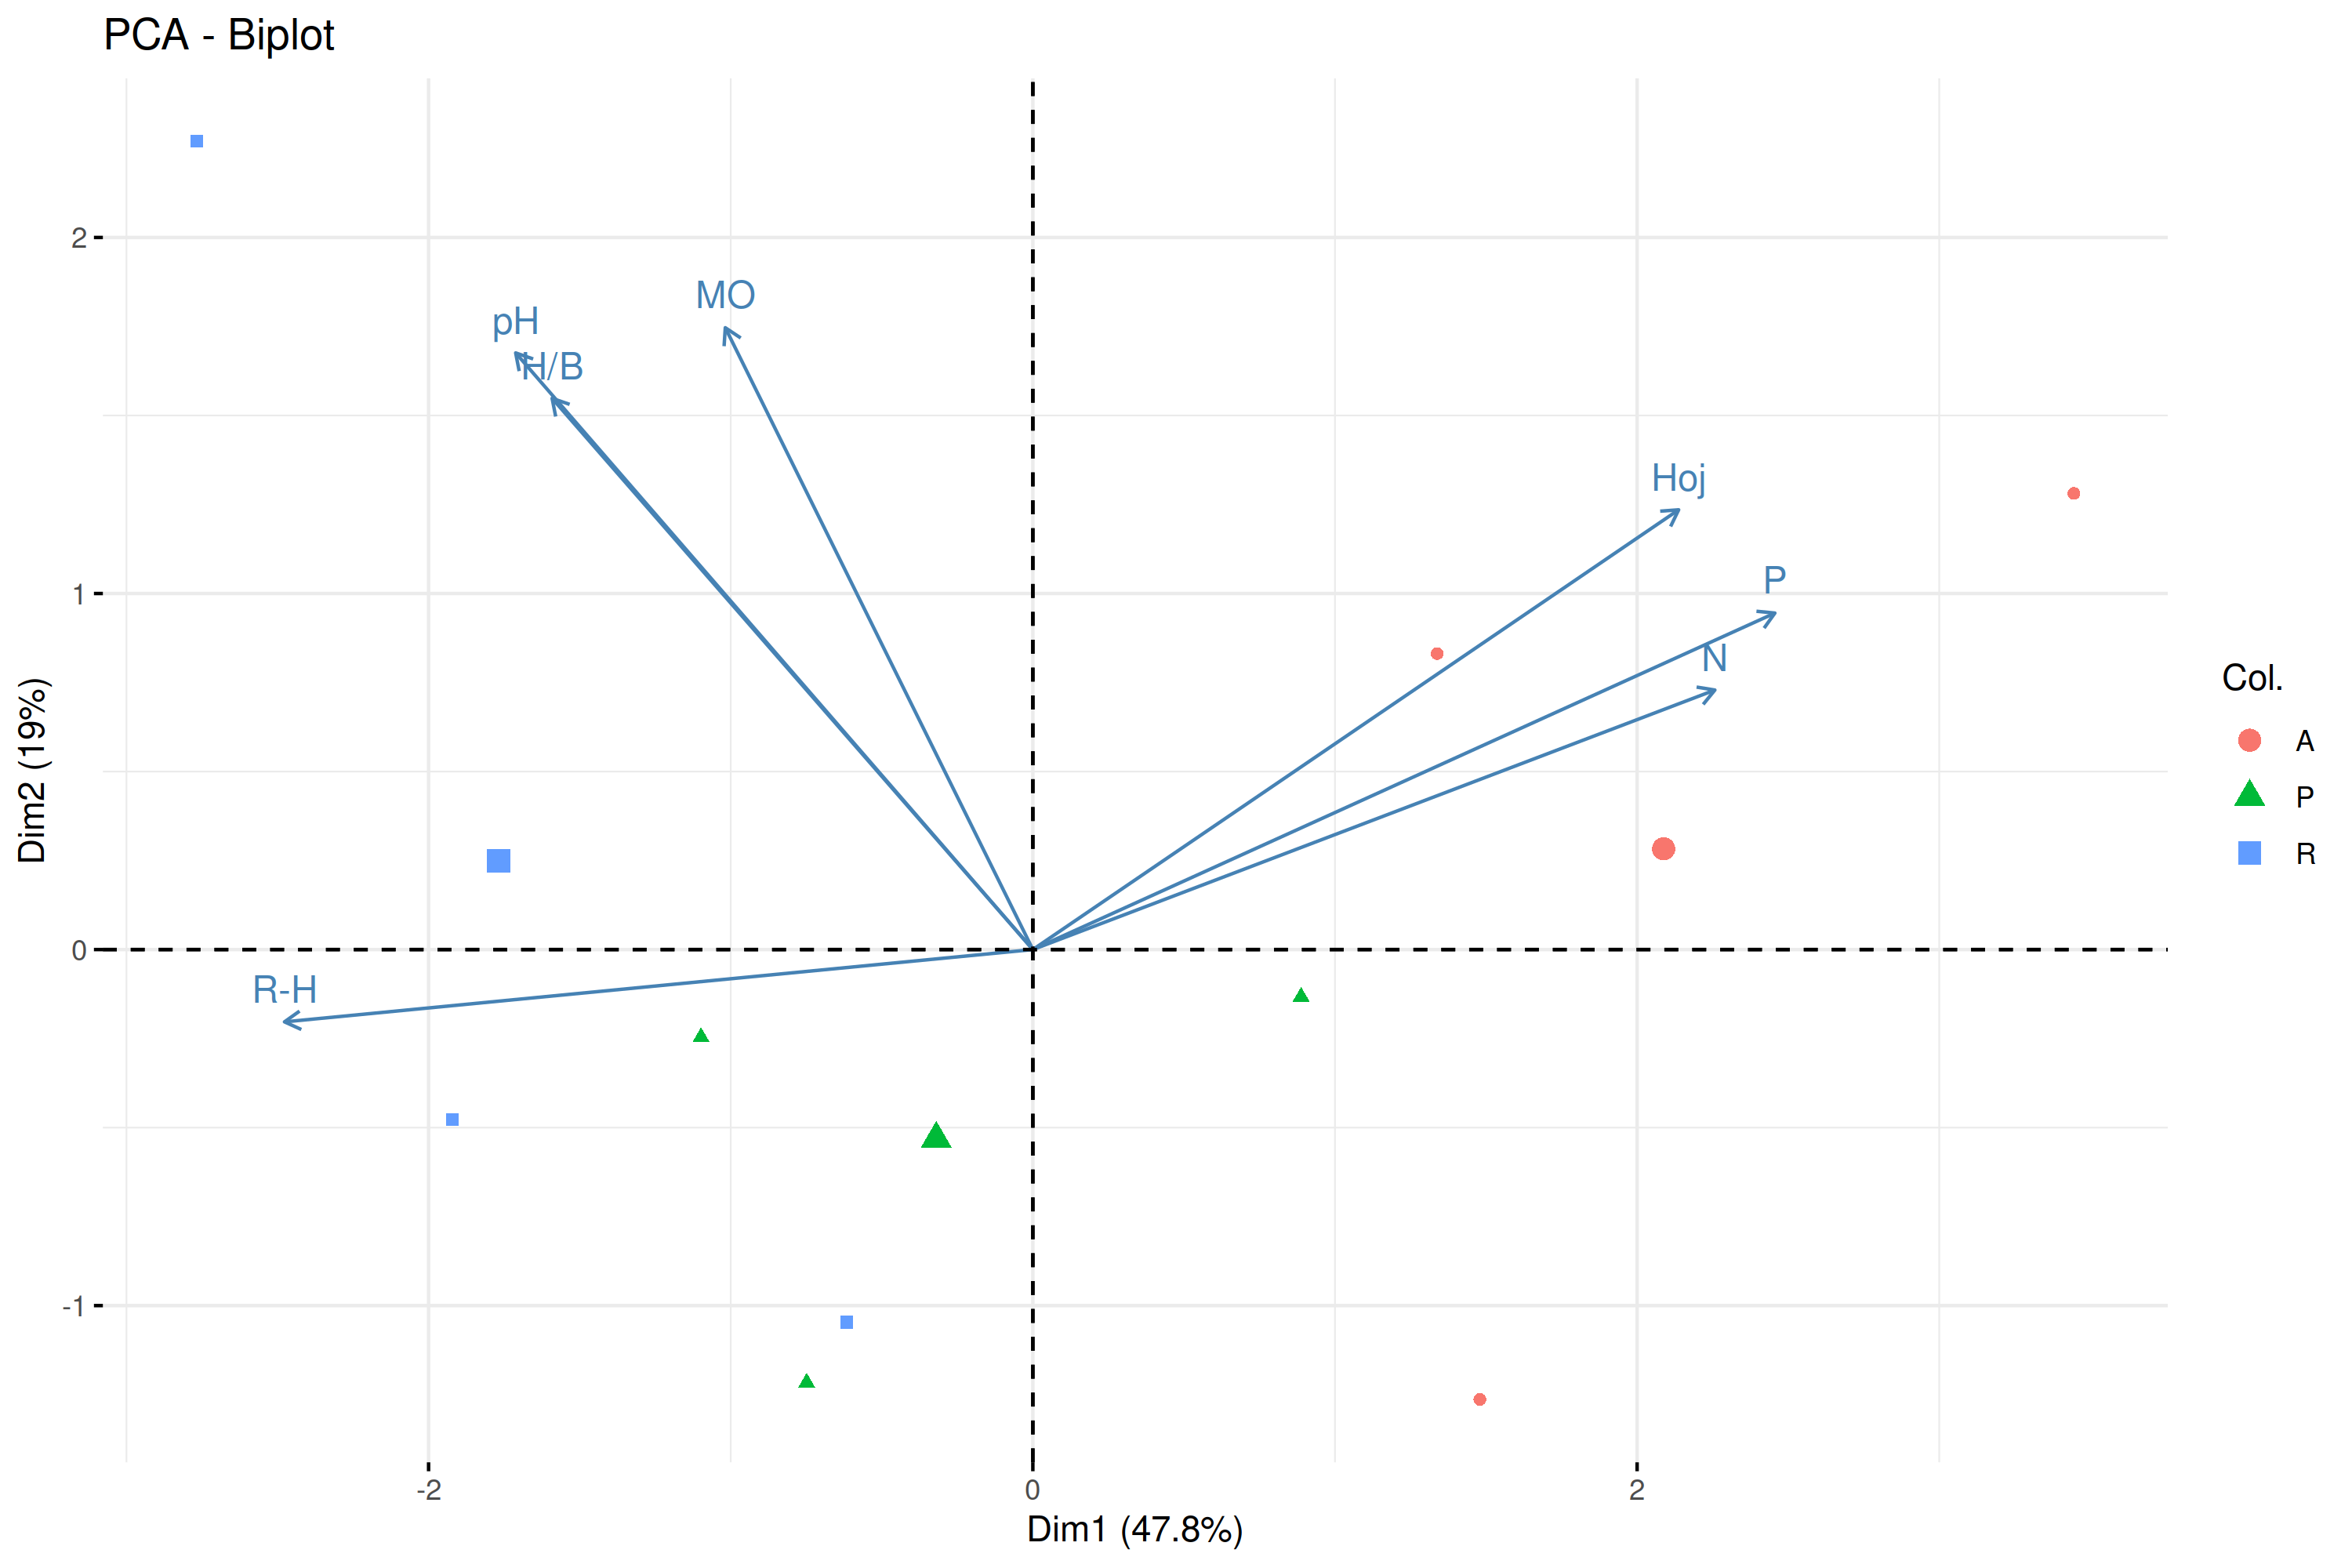 PCA - Biplot
Dim2 (19%)
2
1
0
-1
MO
pH
H/B
Hoj
P
N
R-H
-2
0
2
Dim1 (47.8%)
Col.
A
P
R